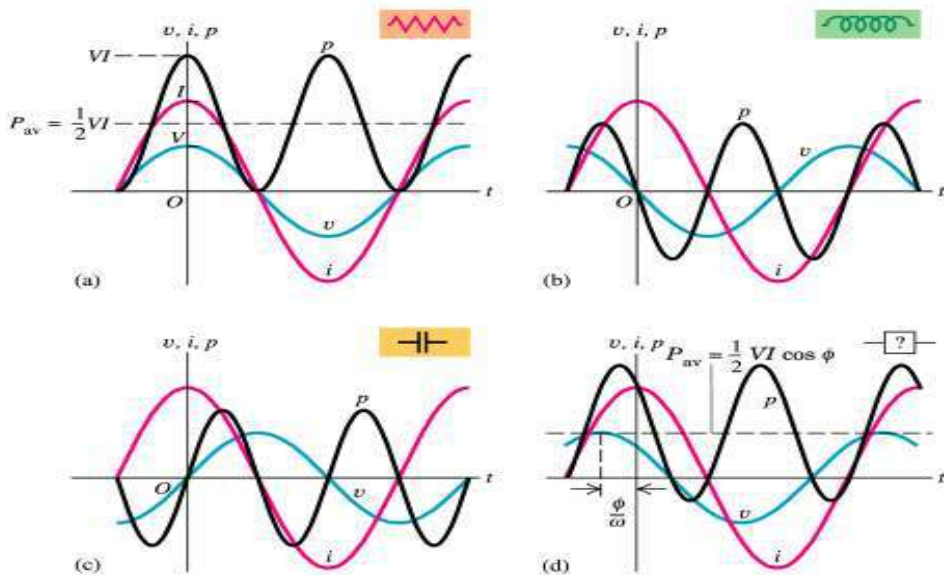 v, i, p
VI
p
I
P_av = 1/2 VI
V
O
t
v
i
(a)
v, i, p
p
v
O
t
i
(b)
v, i, p
p
O
t
v
i
(c)
v, i, p
P_av = 1/2 VI cos ϕ
?
p
t
ϕ/ω
v
i
(d)